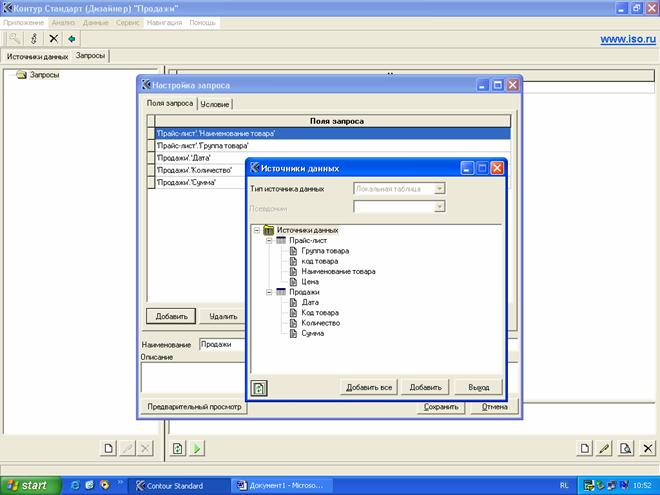 Контур Стандарт (Дизайнер) "Продажи"
Приложение Анализ Данные Сервис Навигация Помощь
www.iso.ru
Источники данных Запросы
Запросы
Настройка запроса
Поля запроса Условие
Поля запроса
'Прайс-лист'.'Наименование товара'
'Прайс-лист'.'Группа товара'
'Продажи'.'Дата'
'Продажи'.'Количество'
'Продажи'.'Сумма'
Добавить Удалить
Наименование Продажи
Описание
Предварительный просмотр Сохранить Отмена
Источники данных
Тип источника данных Локальная таблица
Псевдоним
Источники данных
Прайс-лист
Группа товара
код товара
Наименование товара
Цена
Продажи
Дата
Код товара
Количество
Сумма
Добавить все Добавить Выход
start Contour Standard Документ1 - Microso... RL 10:52